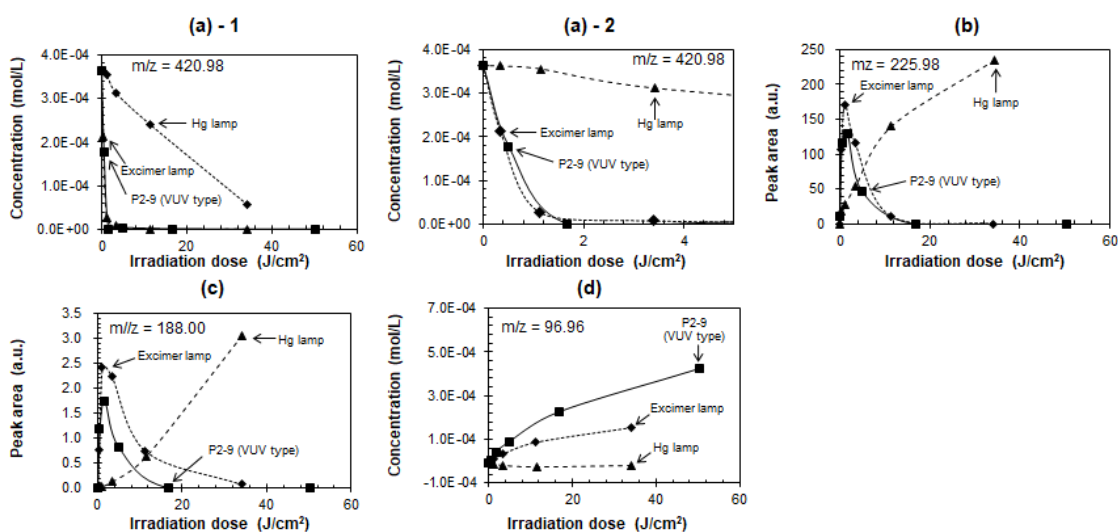 (a) - 1
Concentration (mol/L)
4.0E-04
3.0E-04
2.0E-04
1.0E-04
0.0E+00
m/z = 420.98
Hg lamp
Excimer lamp
P2-9 (VUV type)
0 20 40 60
Irradiation dose (J/cm²)
(a) - 2
Concentration (mol/L)
4.0E-04
3.0E-04
2.0E-04
1.0E-04
0.0E+00
m/z = 420.98
Hg lamp
Excimer lamp
P2-9 (VUV type)
0 2 4
Irradiation dose (J/cm²)
(b)
Peak area (a.u.)
250
200
150
100
50
0
mz = 225.98
Excimer lamp
Hg lamp
P2-9 (VUV type)
0 20 40 60
Irradiation dose (J/cm²)
(c)
Peak area (a.u.)
3.5
3.0
2.5
2.0
1.5
1.0
0.5
0.0
m//z = 188.00
Hg lamp
Excimer lamp
P2-9 (VUV type)
0 20 40 60
Irradiation dose (J/cm²)
(d)
Concentration (mol/L)
7.0E-04
5.0E-04
3.0E-04
1.0E-04
-1.0E-04
m/z = 96.96
P2-9
(VUV type)
Excimer lamp
Hg lamp
0 20 40 60
Irradiation dose (J/cm²)